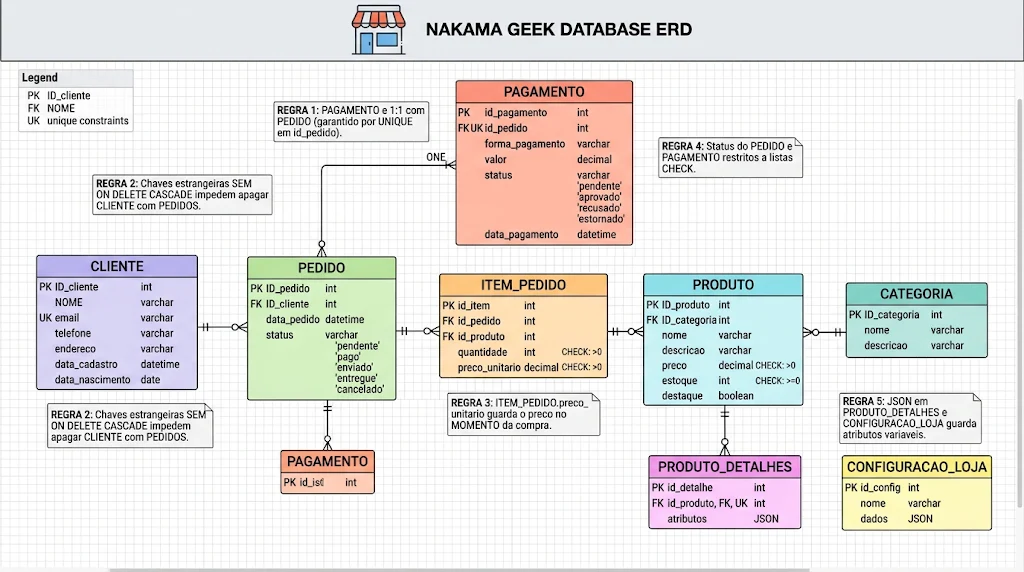 NAKAMA GEEK DATABASE ERD
Legend
PK ID_cliente
FK NOME
UK unique constraints
REGRA 1: PAGAMENTO e 1:1 com
PEDIDO (garantido por UNIQUE
em id_pedido).
REGRA 2: Chaves estrangeiras SEM
ON DELETE CASCADE impedem apagar
CLIENTE com PEDIDOS.
ONE
PAGAMENTO
PK id_pagamento int
FKUK id_pedido int
forma_pagamento varchar
valor decimal
status varchar
'pendente'
'aprovado'
'recusado'
'estornado'
data_pagamento datetime
REGRA 4: Status do PEDIDO e
PAGAMENTO restritos a listas
CHECK.
CLIENTE
PK ID_cliente int
NOME varchar
UK email varchar
telefone varchar
endereco varchar
data_cadastro datetime
data_nascimento date
PEDIDO
PK ID_pedido int
FK ID_cliente int
data_pedido datetime
status varchar
'pendente'
'pago'
'enviado'
'entregue'
'cancelado'
ITEM_PEDIDO
PK id_item int
FK id_pedido int
FK id_produto int
quantidade int CHECK: >0
preco_unitario decimal CHECK: >0
PRODUTO
PK ID_produto int
FK ID_categoria int
nome varchar
descricao varchar
preco decimal CHECK: >0
estoque int CHECK: >=0
destaque boolean
CATEGORIA
PK ID_categoria int
nome varchar
descricao varchar
REGRA 2: Chaves estrangeiras SEM
ON DELETE CASCADE impedem
apagar CLIENTE com PEDIDOS.
REGRA 3: ITEM_PEDIDO.preco_
unitario guarda o preco no
MOMENTO da compra.
REGRA 5: JSON em
PRODUTO_DETALHES e
CONFIGURACAO_LOJA guarda
atributos variaveis.
PAGAMENTO
PK int
PRODUTO_DETALHES
PK id_detalhe int
FK id_produto, FK, UK int
atributos JSON
CONFIGURACAO_LOJA
PK id_config int
nome varchar
dados JSON